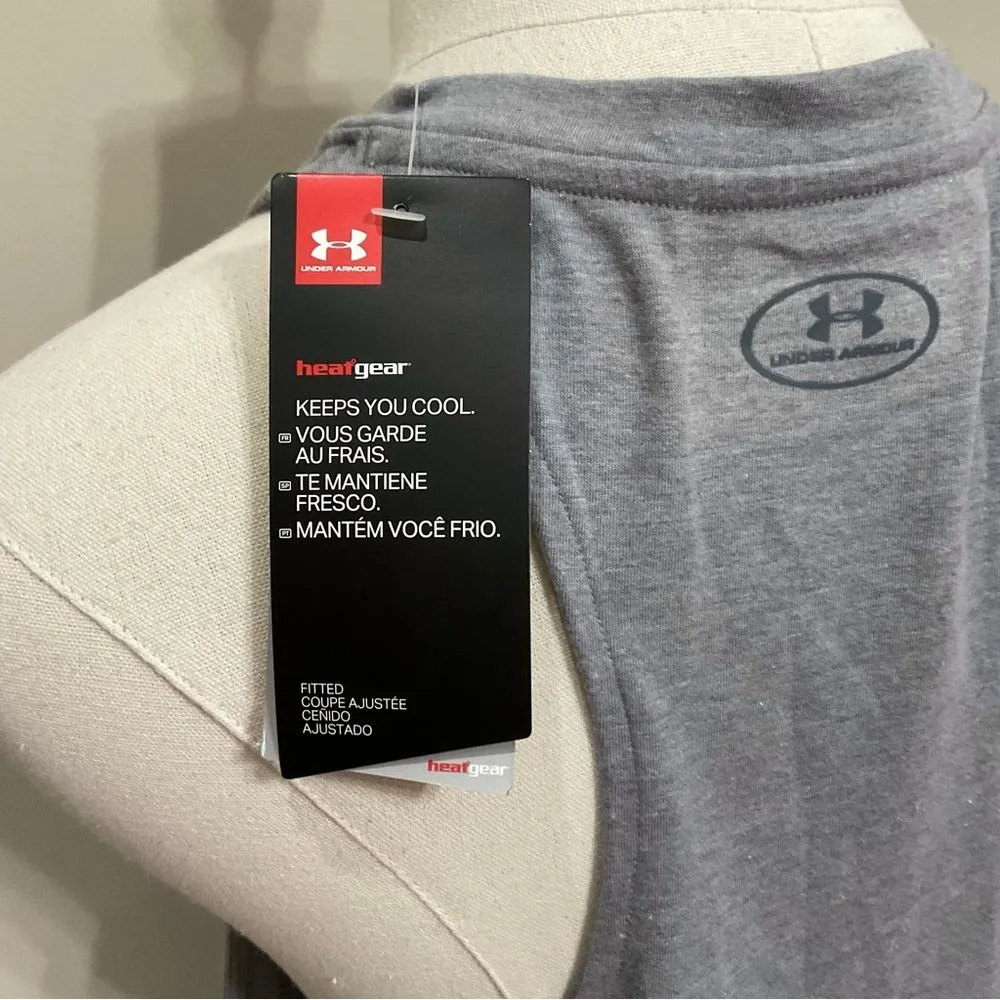 UNDER ARMOUR
heatgear
KEEPS YOU COOL.
FR VOUS GARDE
AU FRAIS.
SP TE MANTIENE
FRESCO.
PT MANTÉM VOCÊ FRIO.
FITTED
COUPE AJUSTÉE
CEÑIDO
AJUSTADO
heatgear
UNDER ARMOUR